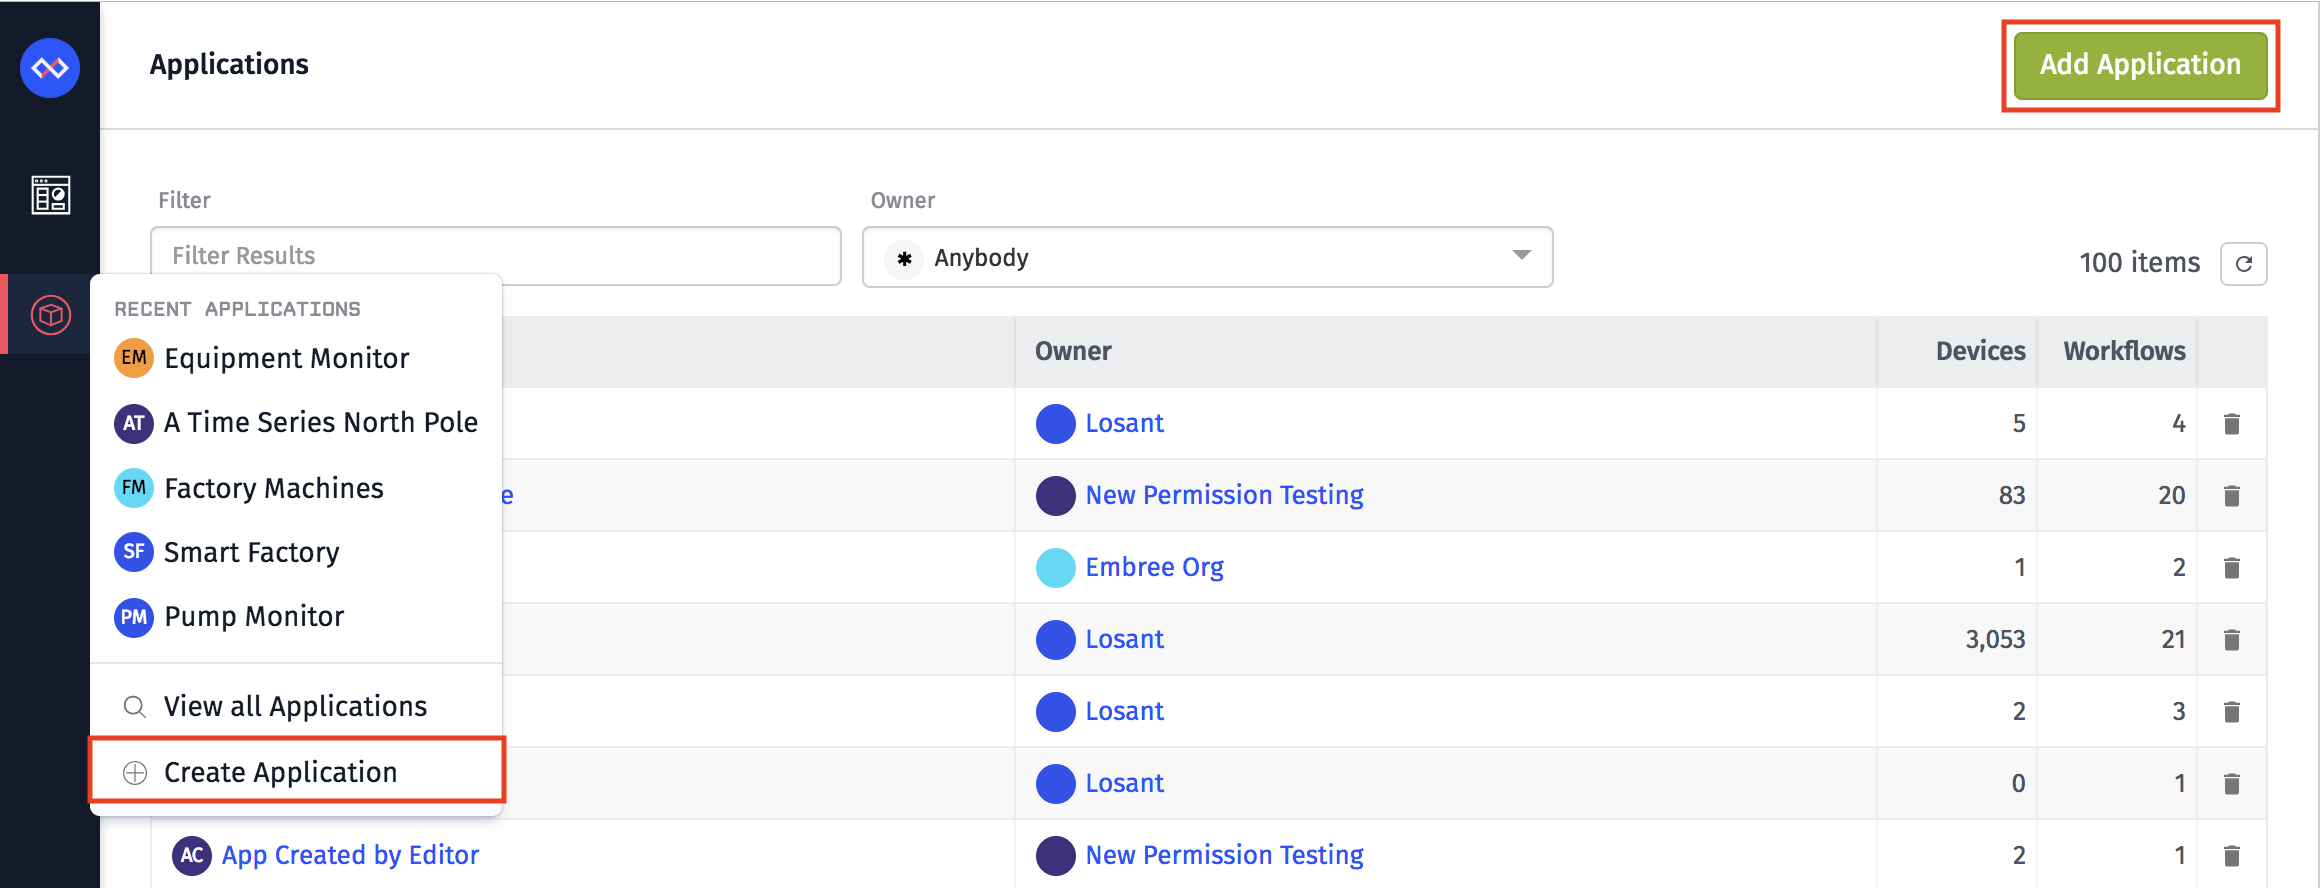 Applications
Add Application
Filter
Owner
Filter Results
✱ Anybody
100 items
RECENT APPLICATIONS
EM Equipment Monitor
AT A Time Series North Pole
FM Factory Machines
SF Smart Factory
PM Pump Monitor
View all Applications
Create Application
Owner Devices Workflows
Losant 5 4
e New Permission Testing 83 20
Embree Org 1 2
Losant 3,053 21
Losant 2 3
Losant 0 1
AC App Created by Editor New Permission Testing 2 1